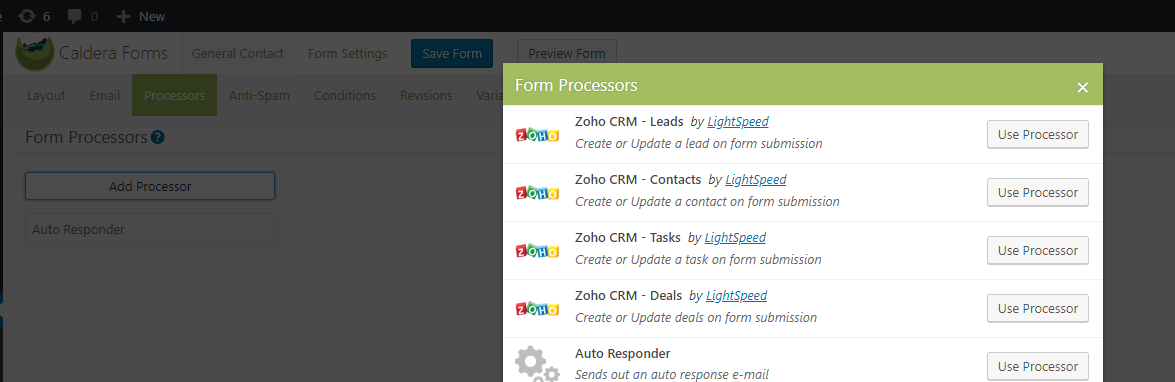 6 0 New
Caldera Forms General Contact Form Settings Save Form Preview Form
Layout Email Processors Anti-Spam Conditions Revisions Varia
Form Processors ?
Add Processor
Auto Responder
Form Processors ×
ZOHO Zoho CRM - Leads by LightSpeed
Create or Update a lead on form submission
Use Processor
ZOHO Zoho CRM - Contacts by LightSpeed
Create or Update a contact on form submission
Use Processor
ZOHO Zoho CRM - Tasks by LightSpeed
Create or Update a task on form submission
Use Processor
ZOHO Zoho CRM - Deals by LightSpeed
Create or Update deals on form submission
Use Processor
Auto Responder
Sends out an auto response e-mail
Use Processor